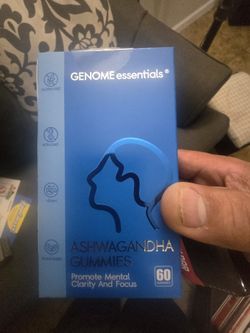 GENOME essentials®
ASHWAGANDHA
GUMMIES
Promote Mental
Clarity And Focus
60